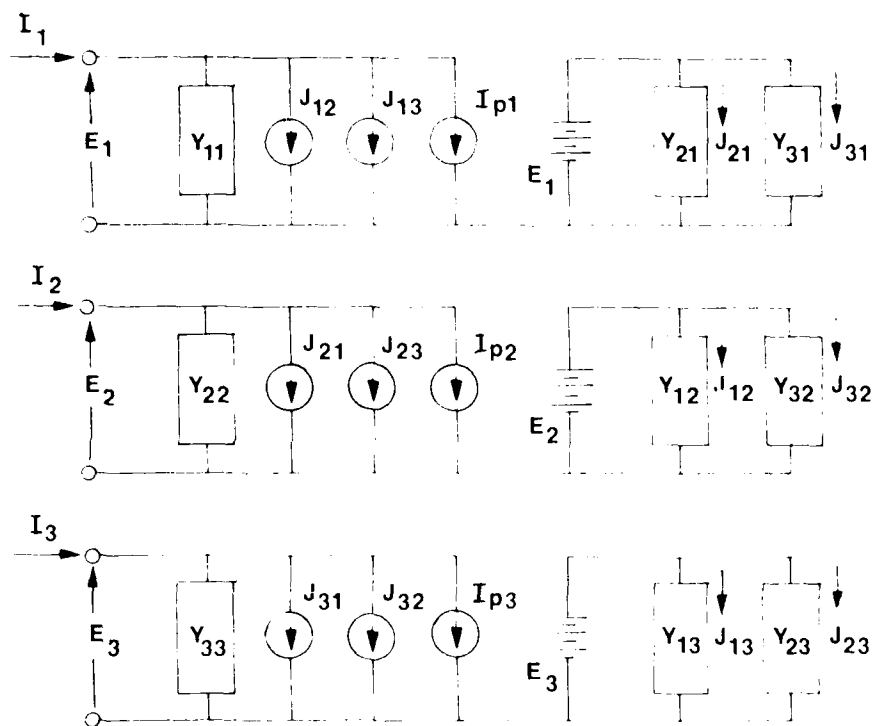 I1
E1 Y11 J12 J13 Ip1 E1 Y21 J21 Y31 J31
I2
E2 Y22 J21 J23 Ip2 E2 Y12 J12 Y32 J32
I3
E3 Y33 J31 J32 Ip3 E3 Y13 J13 Y23 J23